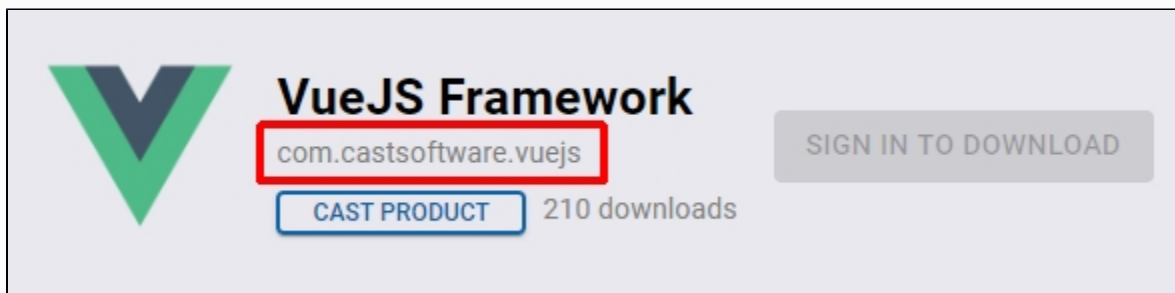 VueJS Framework
com.castsoftware.vuejs
SIGN IN TO DOWNLOAD
CAST PRODUCT 210 downloads